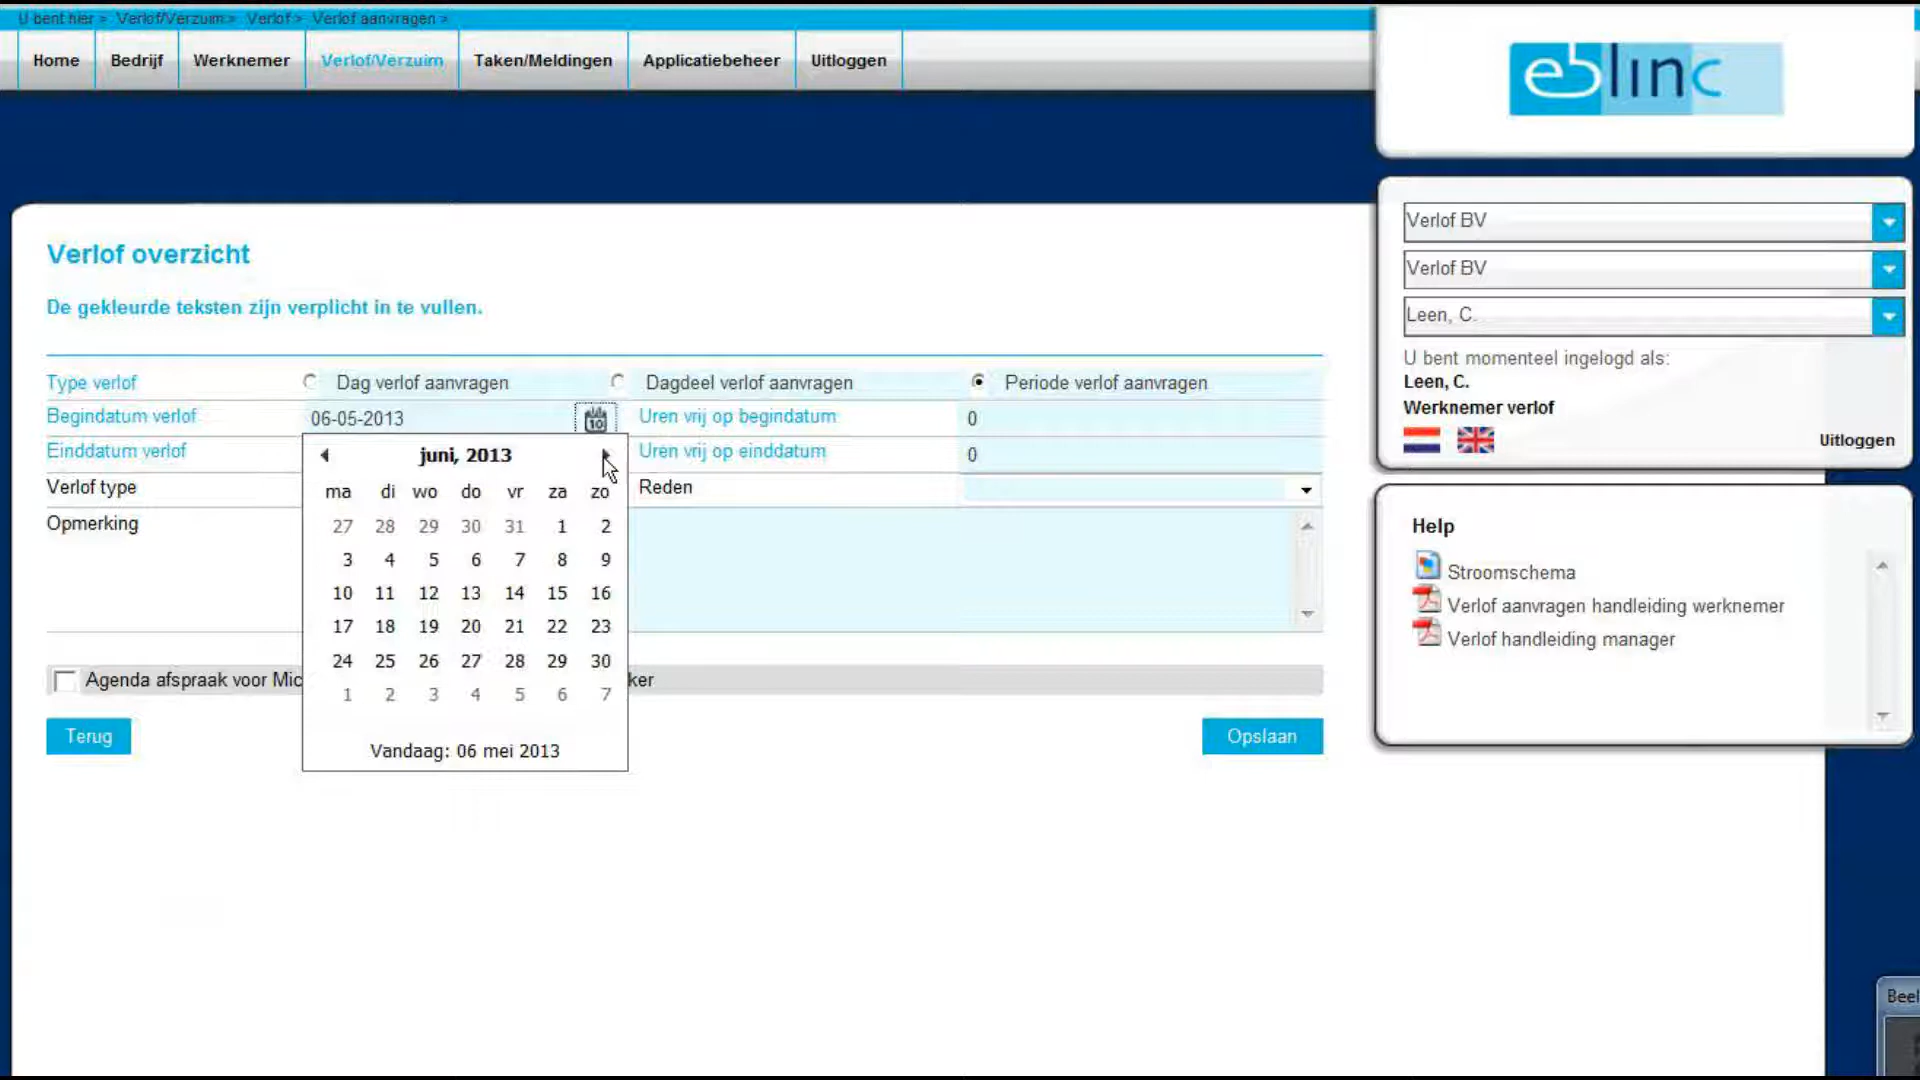 U bent hier > Verlof/Verzuim > Verlof > Verlof aanvragen >
Home Bedrijf Werknemer Verlof/Verzuim Taken/Meldingen Applicatiebeheer Uitloggen
eblinc
Verlof BV
Verlof BV
Leen, C.
U bent momenteel ingelogd als:
Leen, C.
Werknemer verlof
Uitloggen
Help
Stroomschema
Verlof aanvragen handleiding werknemer
Verlof handleiding manager
Verlof overzicht
De gekleurde teksten zijn verplicht in te vullen.
Type verlof Dag verlof aanvragen Dagdeel verlof aanvragen Periode verlof aanvragen
Begindatum verlof 06-05-2013 10 Uren vrij op begindatum 0
Einddatum verlof Uren vrij op einddatum 0
Verlof type Reden
Opmerking
juni, 2013
ma di wo do vr za zo
27 28 29 30 31 1 2
3 4 5 6 7 8 9
10 11 12 13 14 15 16
17 18 19 20 21 22 23
24 25 26 27 28 29 30
1 2 3 4 5 6 7
Vandaag: 06 mei 2013
Agenda afspraak voor Mic ker
Terug Opslaan
Beel